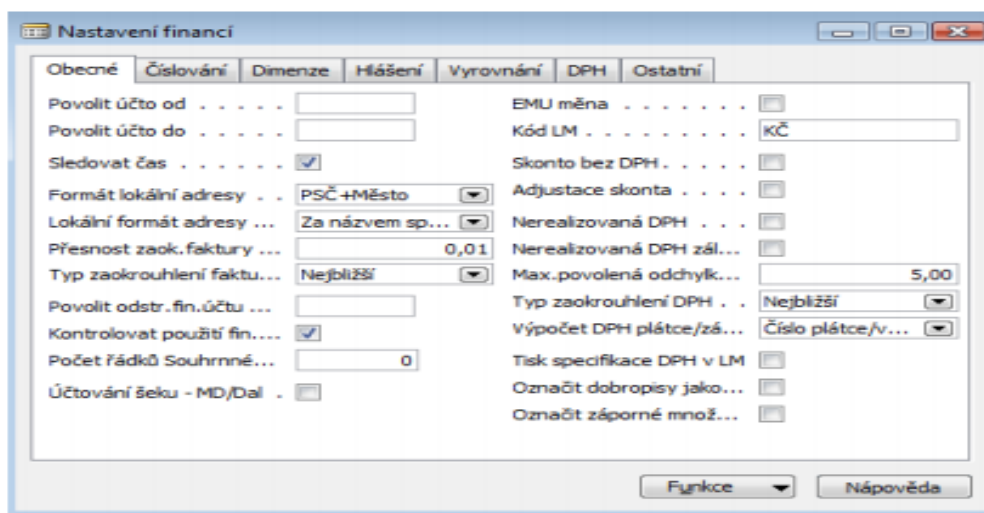 Nastavení financí
Obecné Číslování Dimenze Hlášení Vyrovnání DPH Ostatní
Povolit účto od . . . . .
Povolit účto do . . . . .
Sledovat čas . . . . . .
Formát lokální adresy . . PSČ+Město
Lokální formát adresy ... Za názvem sp...
Přesnost zaok.faktury ... 0,01
Typ zaokrouhlení faktu... Nejbližší
Povolit odstr.fin.účtu ...
Kontrolovat použití fin....
Počet řádků Souhrnné... 0
Účtování šeku - MD/Dal .
EMU měna . . . . . . .
Kód LM . . . . . . . . . KČ
Skonto bez DPH . . . . .
Adjustace skonta . . . .
Nerealizovaná DPH . . .
Nerealizovaná DPH zál...
Max.povolená odchylk... 5,00
Typ zaokrouhlení DPH . . Nejbližší
Výpočet DPH plátce/zá... Číslo plátce/v...
Tisk specifikace DPH v LM
Označit dobropisy jako...
Označit záporné množ...
Funkce Nápověda